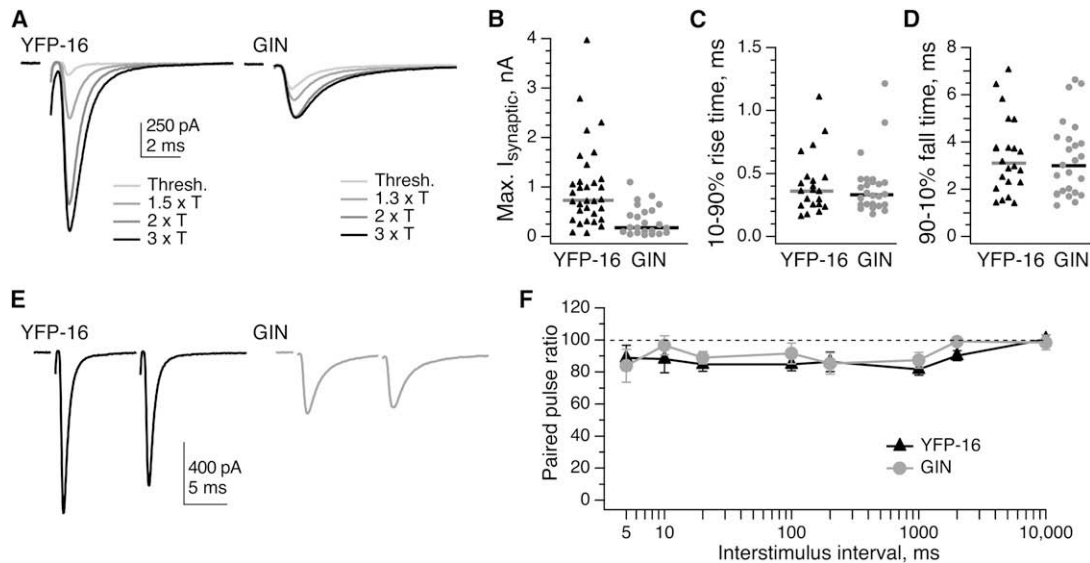 A
YFP-16
GIN
250 pA
2 ms
Thresh.
1.5 x T
2 x T
3 x T
Thresh.
1.3 x T
2 x T
3 x T
B
Max. Isynaptic, nA
4
3
2
1
0
YFP-16 GIN
C
10-90% rise time, ms
1.5
1.0
0.5
0.0
YFP-16 GIN
D
90-10% fall time, ms
8
6
4
2
0
YFP-16 GIN
E
YFP-16
GIN
400 pA
5 ms
F
Paired pulse ratio
120
100
80
60
40
20
0
YFP-16
GIN
5 10 100 1000 10,000
Interstimulus interval, ms